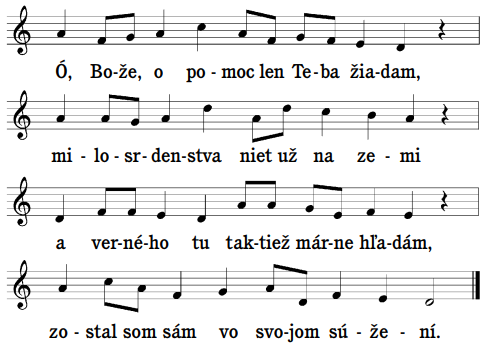 Ó, Bo-že, o po-moc len Te-ba žia-dam,
mi-lo-sr-den-stva niet už na ze-mi
a ver-né-ho tu tak-tiež már-ne hľa-dám,
zo-stal som sám vo svo-jom sú-že-ní.